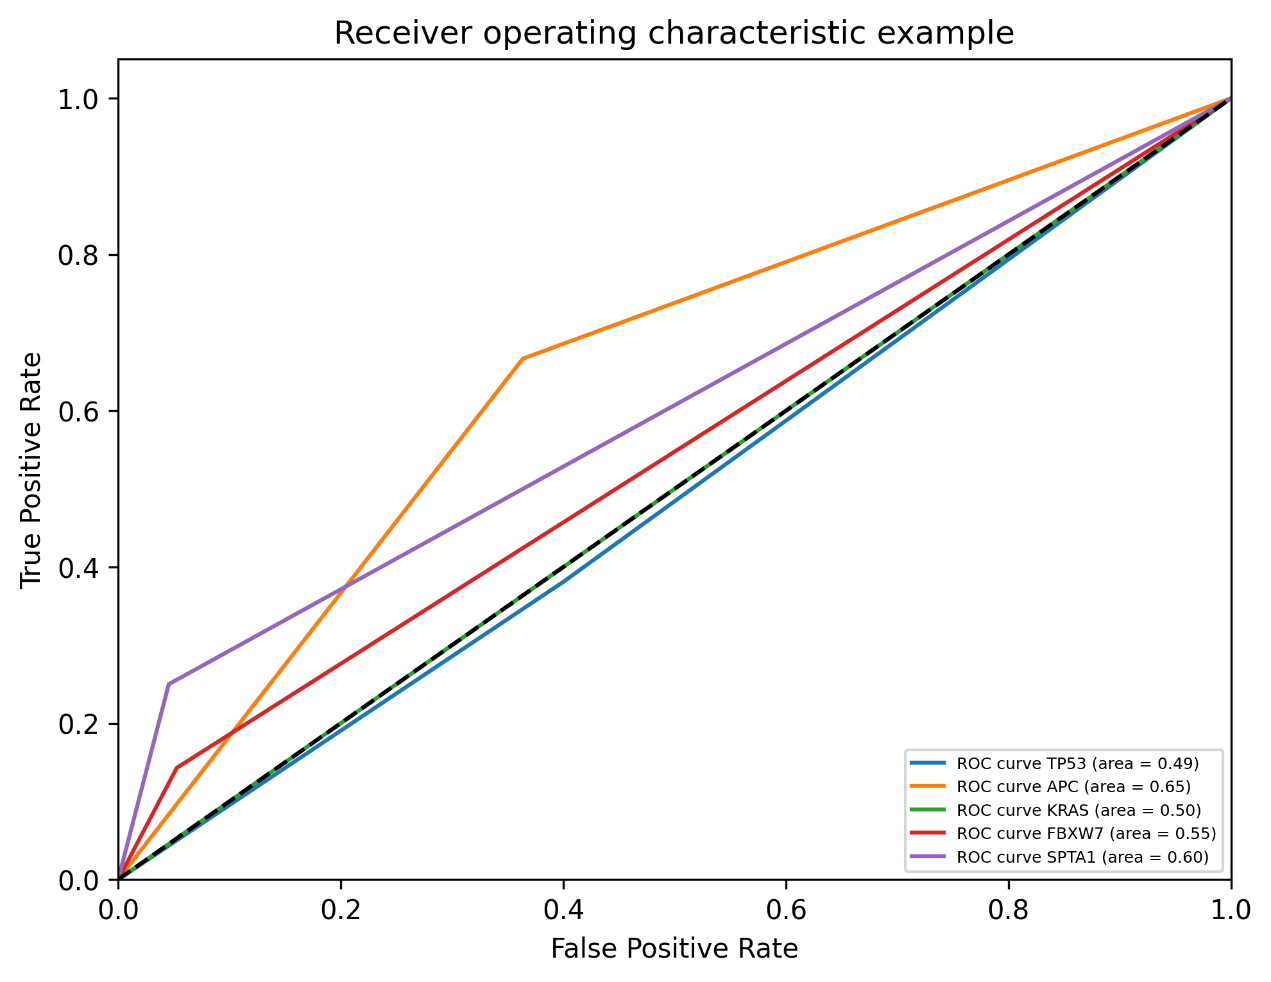 Receiver operating characteristic example
True Positive Rate
1.0
0.8
0.6
0.4
0.2
0.0
0.0 0.2 0.4 0.6 0.8 1.0
False Positive Rate
ROC curve TP53 (area = 0.49)
ROC curve APC (area = 0.65)
ROC curve KRAS (area = 0.50)
ROC curve FBXW7 (area = 0.55)
ROC curve SPTA1 (area = 0.60)